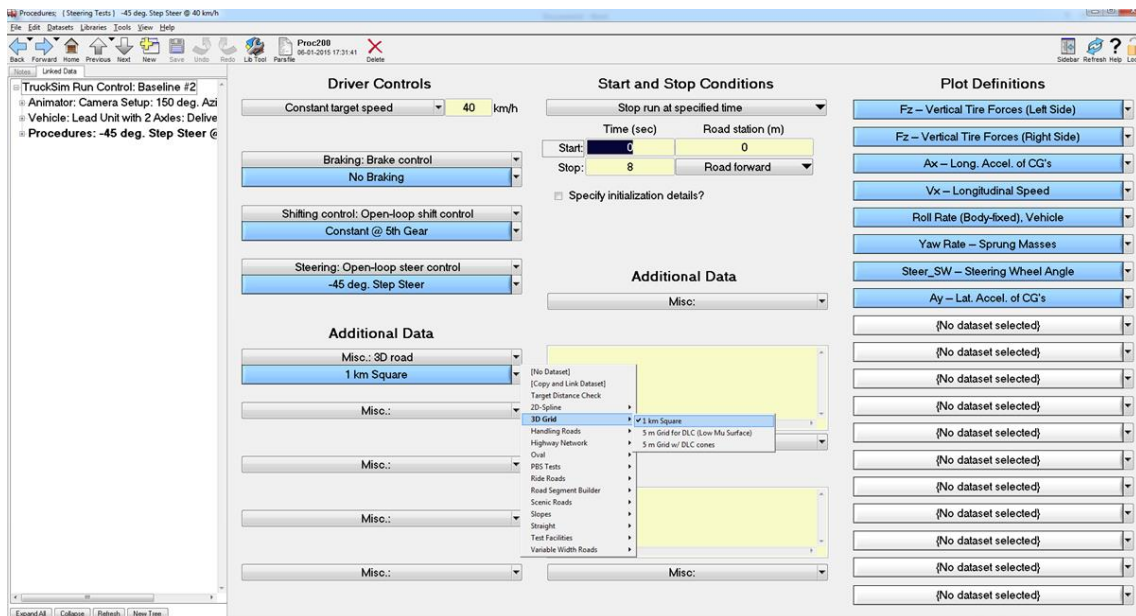 Procedures; { Steering Tests } -45 deg. Step Steer @ 40 km/h
File Edit Datasets Libraries Tools View Help
Back Forward Home Previous Next New Save Undo Redo Lib Tool Parsfile Proc200 06-01-2015 17:31:41 Delete Sidebar Refresh Help
Notes Linked Data
TruckSim Run Control: Baseline #2
Animator: Camera Setup: 150 deg. Azi
Vehicle: Lead Unit with 2 Axles: Delive
Procedures: -45 deg. Step Steer @
Expand All Collapse Refresh New Tree
Driver Controls
Constant target speed 40 km/h
Braking: Brake control
No Braking
Shifting control: Open-loop shift control
Constant @ 5th Gear
Steering: Open-loop steer control
-45 deg. Step Steer
Additional Data
Misc.: 3D road
1 km Square
Misc.:
Misc.:
Misc.:
Misc.:
Start and Stop Conditions
Stop run at specified time
Time (sec) Road station (m)
Start: 0 0
Stop: 8 Road forward
Specify initialization details?
Additional Data
Misc:
[No Dataset]
[Copy and Link Dataset]
Target Distance Check
2D-Spline
3D Grid
Handling Roads
Highway Network
Oval
PBS Tests
Ride Roads
Road Segment Builder
Scenic Roads
Slopes
Straight
Test Facilities
Variable Width Roads
1 km Square
5 m Grid for DLC (Low Mu Surface)
5 m Grid w/ DLC cones
Misc:
Plot Definitions
Fz – Vertical Tire Forces (Left Side)
Fz – Vertical Tire Forces (Right Side)
Ax – Long. Accel. of CG's
Vx – Longitudinal Speed
Roll Rate (Body-fixed), Vehicle
Yaw Rate – Sprung Masses
Steer_SW – Steering Wheel Angle
Ay – Lat. Accel. of CG's
{No dataset selected}
{No dataset selected}
{No dataset selected}
{No dataset selected}
{No dataset selected}
{No dataset selected}
{No dataset selected}
{No dataset selected}
{No dataset selected}
{No dataset selected}
{No dataset selected}